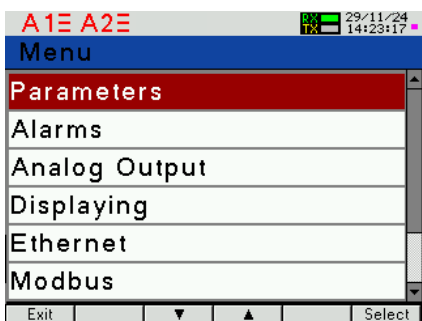 A1Ξ A2Ξ RX 29/11/24
TX 14:23:17
Menu
Parameters
Alarms
Analog Output
Displaying
Ethernet
Modbus
Exit ▼ ▲ Select